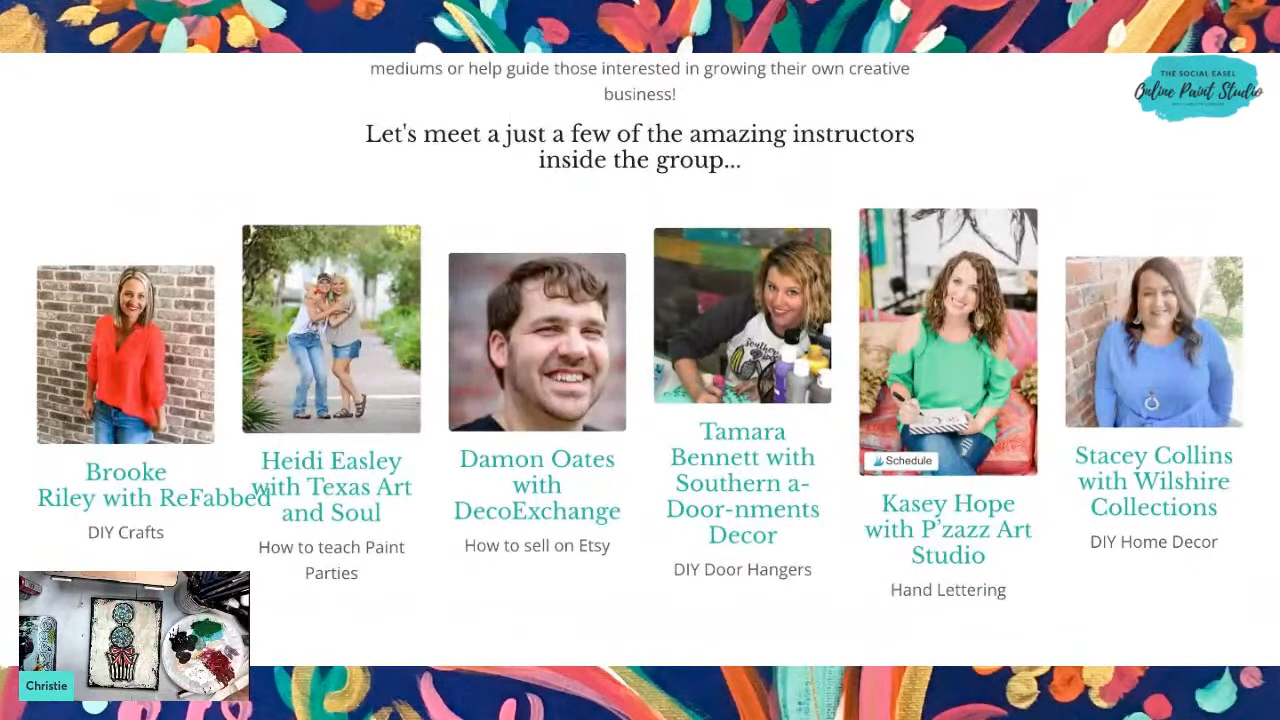 mediums or help guide those interested in growing their own creative
business!
THE SOCIAL EASEL
Online Paint Studio
Let's meet a just a few of the amazing instructors
inside the group...
Brooke
Riley with ReFabbed
DIY Crafts
Heidi Easley
with Texas Art
and Soul
How to teach Paint
Parties
Damon Oates
with
DecoExchange
How to sell on Etsy
Tamara
Bennett with
Southern a-
Door-nments
Decor
DIY Door Hangers
Schedule
Kasey Hope
with P’zazz Art
Studio
Hand Lettering
Stacey Collins
with Wilshire
Collections
DIY Home Decor
Christie